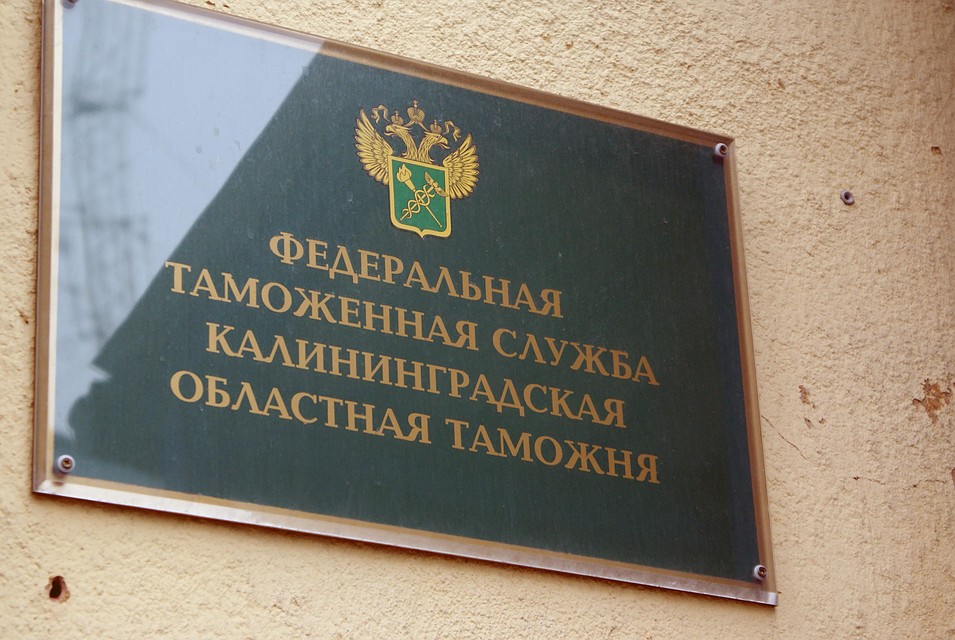 ФЕДЕРАЛЬНАЯ
ТАМОЖЕННАЯ СЛУЖБА
КАЛИНИНГРАДСКАЯ
ОБЛАСТНАЯ ТАМОЖНЯ